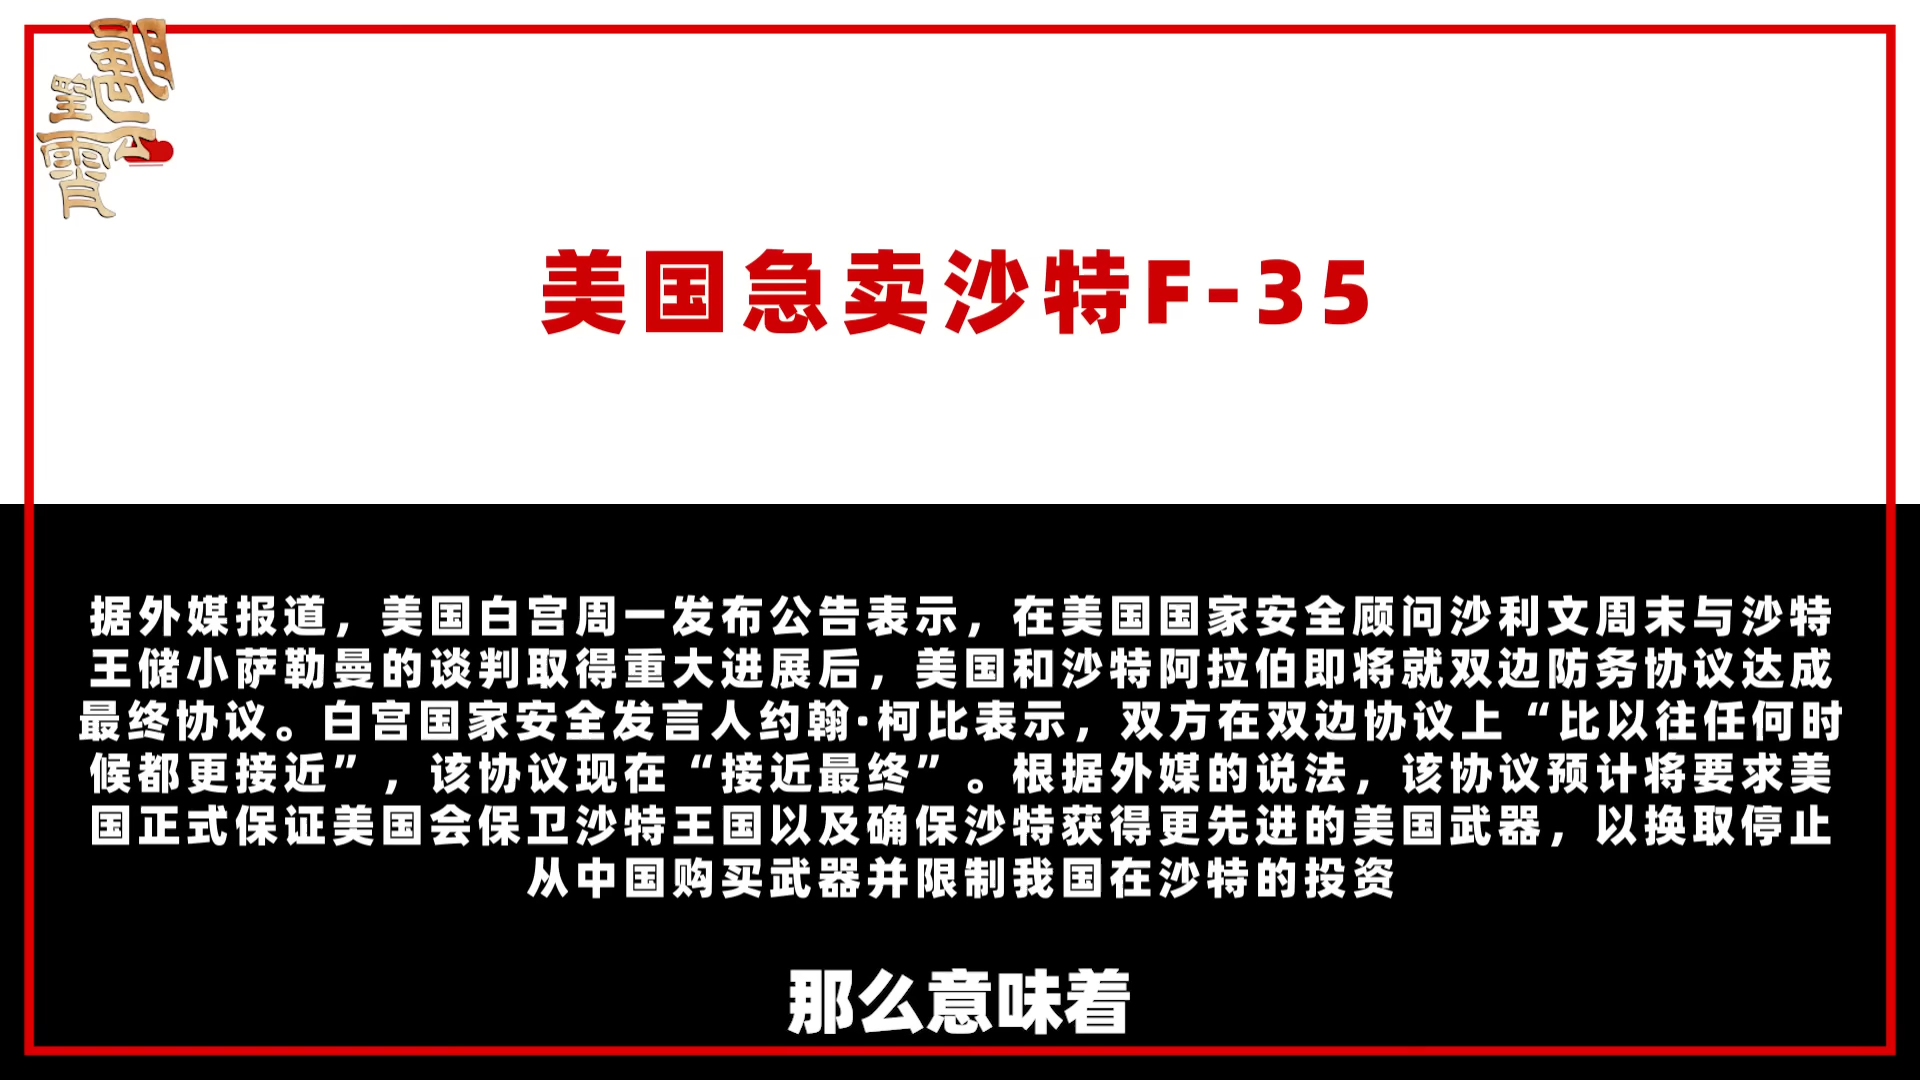 美国急卖沙特F-35
据外媒报道，美国白宫周一发布公告表示，在美国国家安全顾问沙利文周末与沙特
王储小萨勒曼的谈判取得重大进展后，美国和沙特阿拉伯即将就双边防务协议达成
最终协议。白宫国家安全发言人约翰·柯比表示，双方在双边协议上“比以往任何时
候都更接近”，该协议现在“接近最终”。根据外媒的说法，该协议预计将要求美
国正式保证美国会保卫沙特王国以及确保沙特获得更先进的美国武器，以换取停止
从中国购买武器并限制我国在沙特的投资
那么意味着